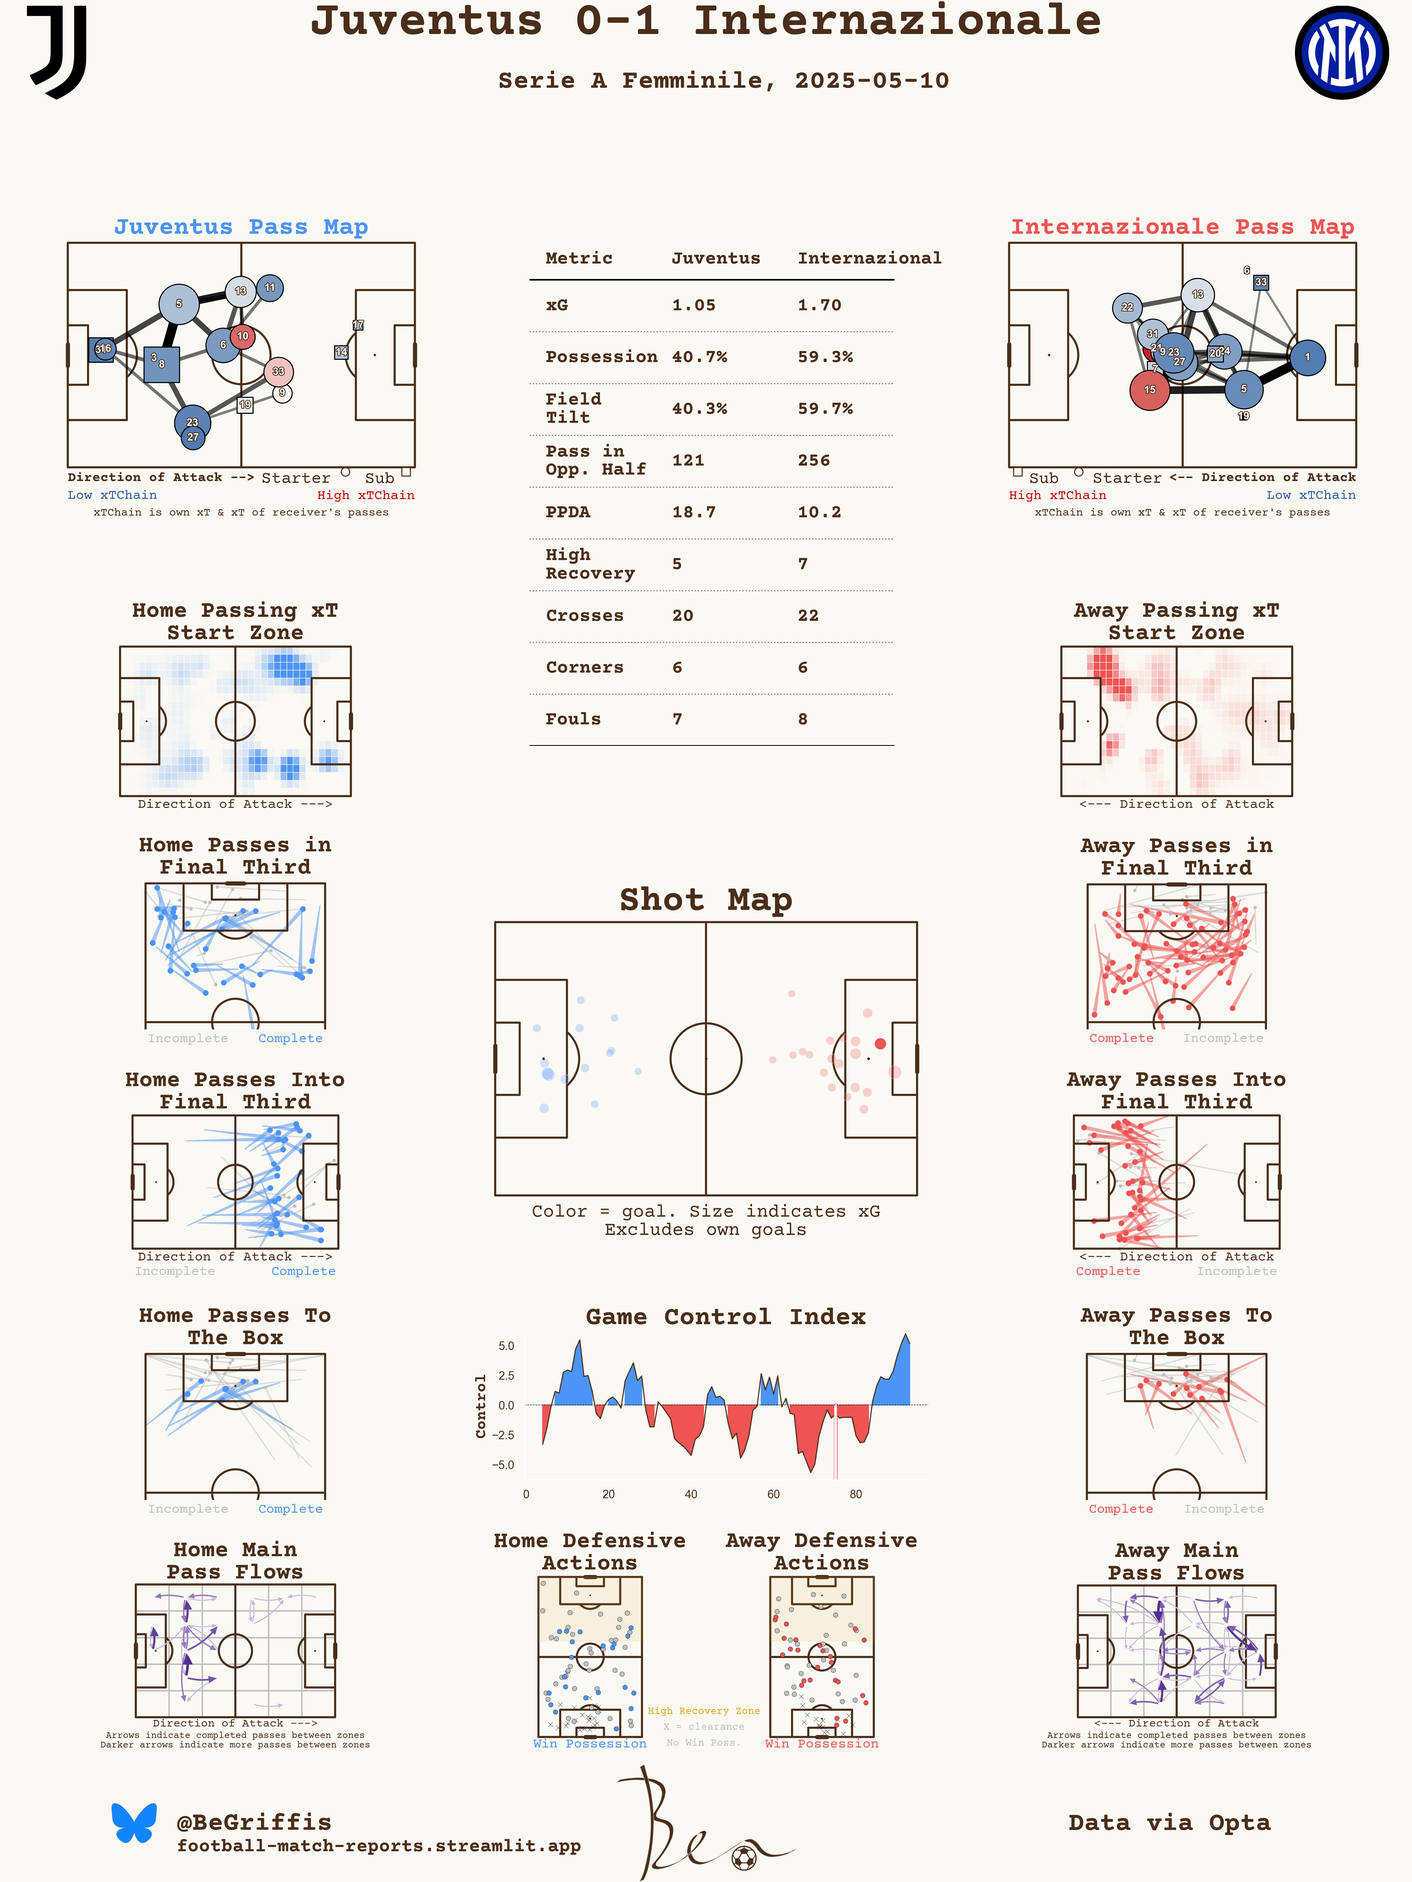 Juventus 0-1 Internazionale
Serie A Femminile, 2025-05-10
Juventus Pass Map
5
13
11
10
6
3
16
3
8
33
9
19
23
27
17
14
Direction of Attack --> Starter Sub
Low xTChain High xTChain
xTChain is own xT & xT of receiver's passes
Metric Juventus Internazional
xG 1.05 1.70
Possession 40.7% 59.3%
Field
Tilt 40.3% 59.7%
Pass in
Opp. Half 121 256
PPDA 18.7 10.2
High
Recovery 5 7
Crosses 20 22
Corners 6 6
Fouls 7 8
Internazionale Pass Map
6
33
13
22
31
9
23
27
7
20
24
1
15
5
19
Sub Starter <-- Direction of Attack
High xTChain Low xTChain
xTChain is own xT & xT of receiver's passes
Home Passing xT
Start Zone
Direction of Attack --->
Away Passing xT
Start Zone
<--- Direction of Attack
Home Passes in
Final Third
Incomplete Complete
Away Passes in
Final Third
Complete Incomplete
Shot Map
Color = goal. Size indicates xG
Excludes own goals
Home Passes Into
Final Third
Direction of Attack --->
Incomplete Complete
Away Passes Into
Final Third
<--- Direction of Attack
Complete Incomplete
Home Passes To
The Box
Incomplete Complete
Game Control Index
Control
5.0
2.5
0.0
−2.5
−5.0
0 20 40 60 80
Away Passes To
The Box
Complete Incomplete
Home Main
Pass Flows
Direction of Attack --->
Arrows indicate completed passes between zones
Darker arrows indicate more passes between zones
Home Defensive
Actions
Win Possession
High Recovery Zone
X = clearance
No Win Poss.
Away Defensive
Actions
Win Possession
Away Main
Pass Flows
<--- Direction of Attack
Arrows indicate completed passes between zones
Darker arrows indicate more passes between zones
@BeGriffis
football-match-reports.streamlit.app
Ben
Data via Opta